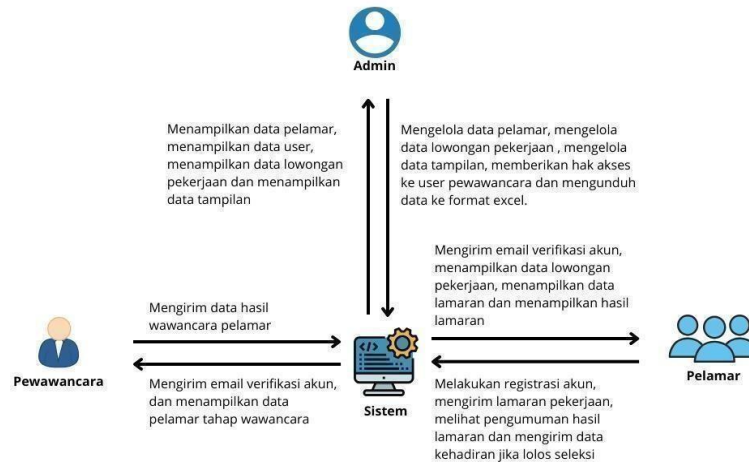 Admin
Menampilkan data pelamar,
menampilkan data user,
menampilkan data lowongan
pekerjaan dan menampilkan
data tampilan
Mengelola data pelamar, mengelola
data lowongan pekerjaan , mengelola
data tampilan, memberikan hak akses
ke user pewawancara dan mengunduh
data ke format excel.
Mengirim email verifikasi akun,
menampilkan data lowongan
pekerjaan, menampilkan data
lamaran dan menampilkan hasil
lamaran
Mengirim data hasil
wawancara pelamar
Pewawancara
Mengirim email verifikasi akun,
dan menampilkan data
pelamar tahap wawancara
Sistem
Pelamar
Melakukan registrasi akun,
mengirim lamaran pekerjaan,
melihat pengumuman hasil
lamaran dan mengirim data
kehadiran jika lolos seleksi